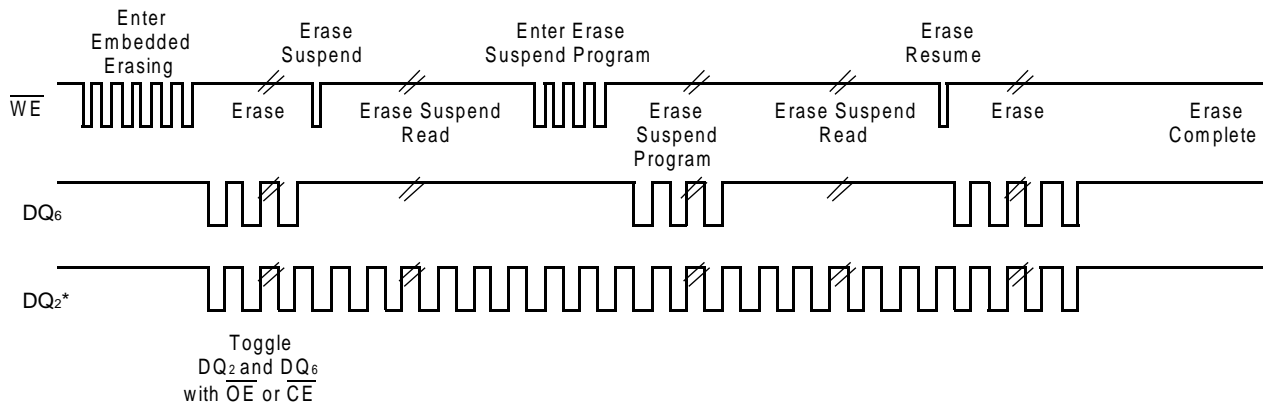 Enter
Embedded
Erasing
Erase
Suspend
Enter Erase
Suspend Program
Erase
Resume
WE
Erase
Erase Suspend
Read
Erase
Suspend
Program
Erase Suspend
Read
Erase
Erase
Complete
DQ6
DQ2*
Toggle
DQ2 and DQ6
with OE or CE